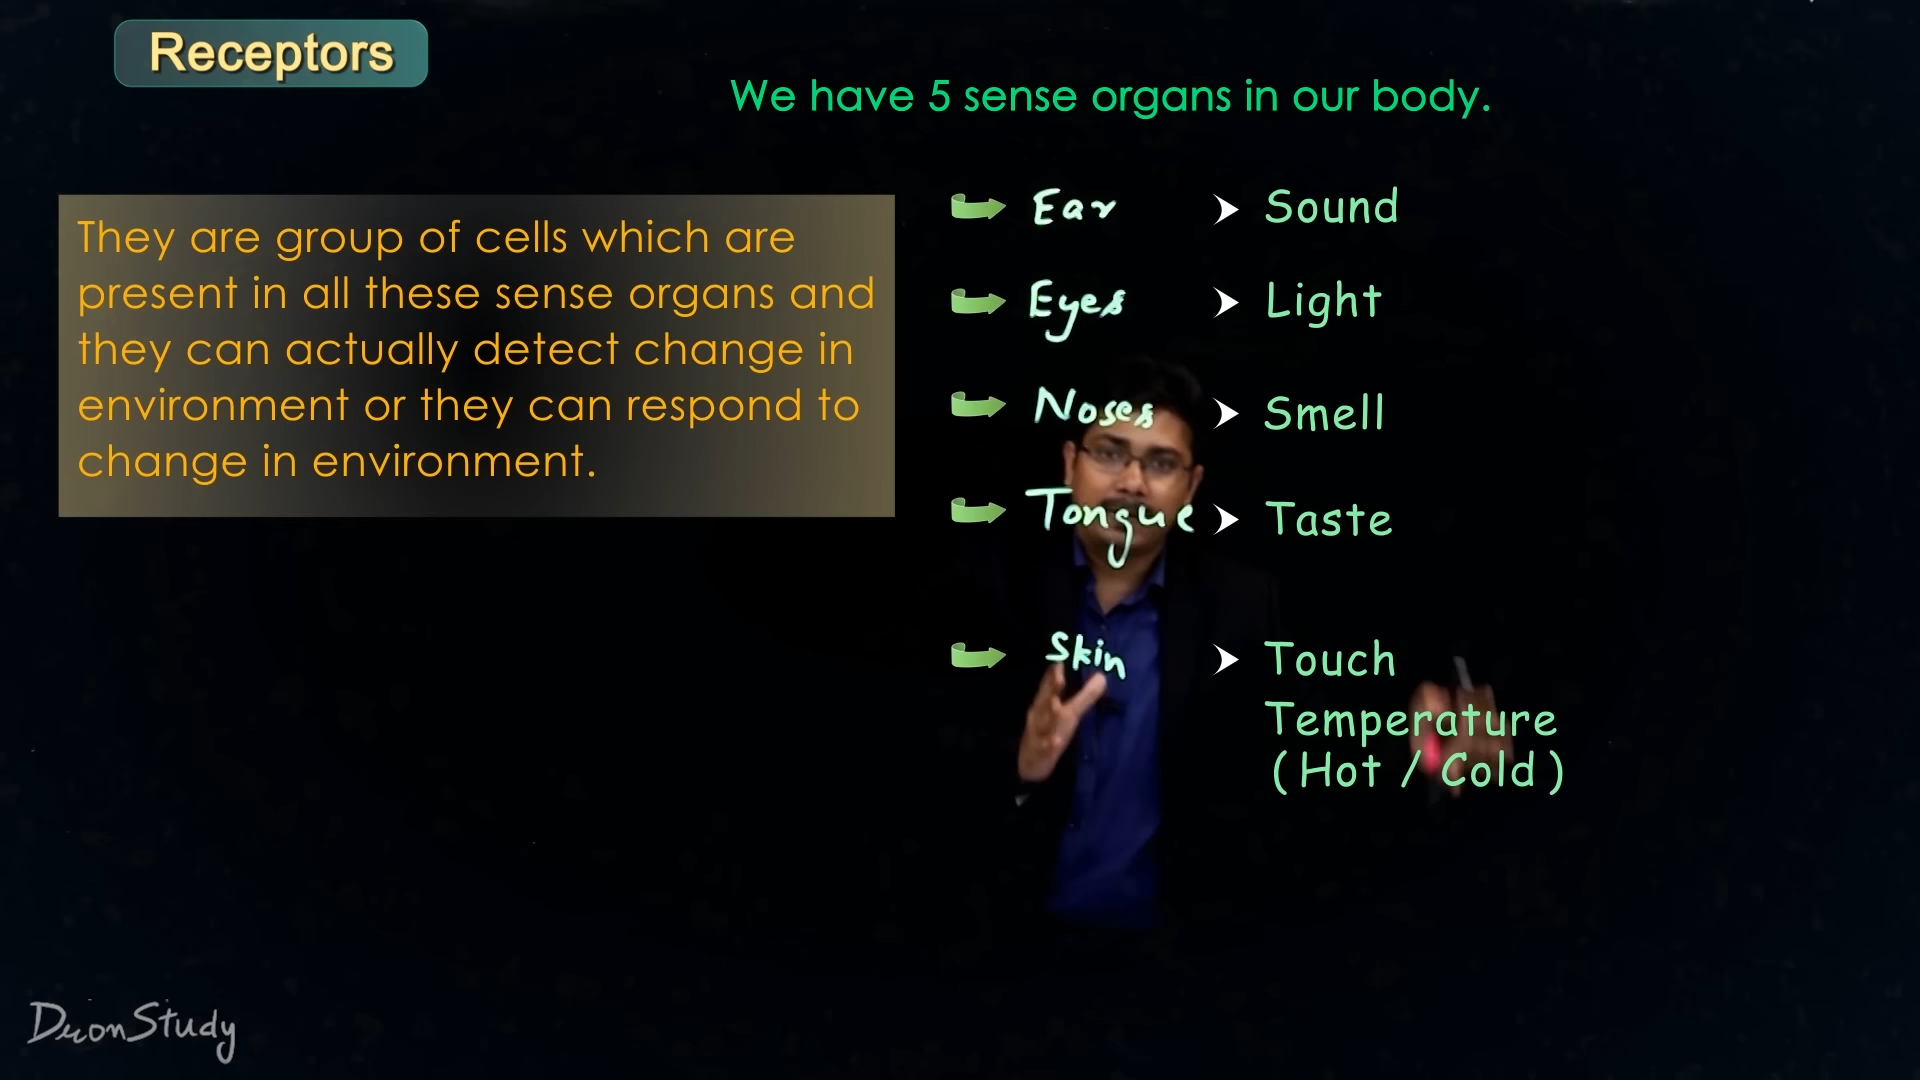 Receptors
We have 5 sense organs in our body.
They are group of cells which are
present in all these sense organs and
they can actually detect change in
environment or they can respond to
change in environment.
Ear Sound
Eyes Light
Noses Smell
Tongue Taste
Skin Touch
Temperature
( Hot / Cold )
DronStudy